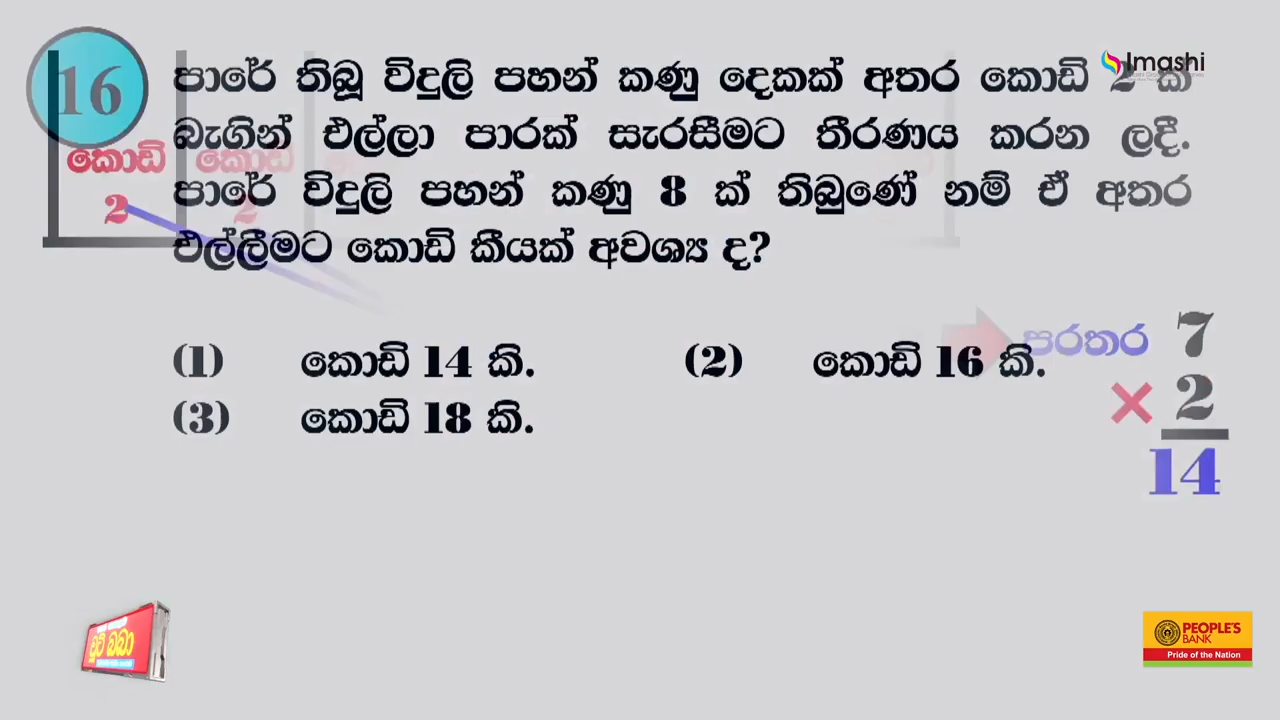 16
පාරේ තිබූ විදුලි පහන් කණු දෙකක් අතර කොඩි 2 ක්
බැගින් එල්ලා පාරක් සැරසීමට තීරණය කරන ලදී.
පාරේ විදුලි පහන් කණු 8 ක් තිබුණේ නම් ඒ අතර
එල්ලීමට කොඩි කීයක් අවශ්‍ය ද?
කොඩි කොඩි
2 2
(1) කොඩි 14 කි. (2) කොඩි 16 කි.
(3) කොඩි 18 කි.
පරතර 7
× 2
14
Imashi
චූටි බබා
PEOPLE'S
BANK
Pride of the Nation